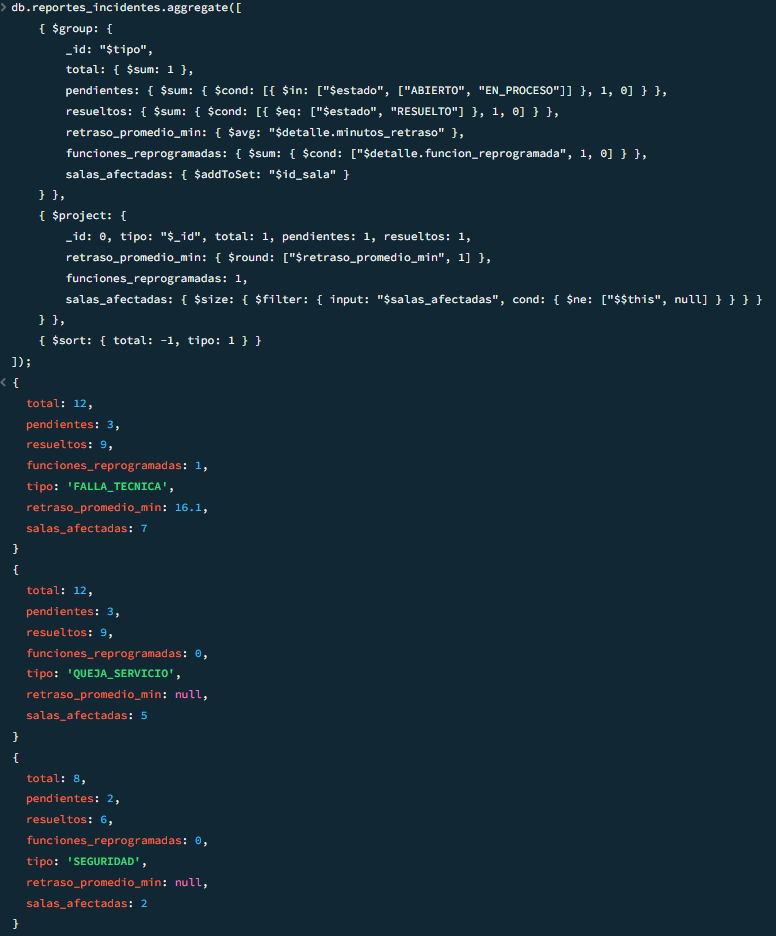 > db.reportes_incidentes.aggregate([
    { $group: {
        _id: "$tipo",
        total: { $sum: 1 },
        pendientes: { $sum: { $cond: [{ $in: ["$estado", ["ABIERTO", "EN_PROCESO"]] }, 1, 0] } },
        resueltos: { $sum: { $cond: [{ $eq: ["$estado", "RESUELTO"] }, 1, 0] } },
        retraso_promedio_min: { $avg: "$detalle.minutos_retraso" },
        funciones_reprogramadas: { $sum: { $cond: ["$detalle.funcion_reprogramada", 1, 0] } },
        salas_afectadas: { $addToSet: "$id_sala" }
    } },
    { $project: {
        _id: 0, tipo: "$_id", total: 1, pendientes: 1, resueltos: 1,
        retraso_promedio_min: { $round: ["$retraso_promedio_min", 1] },
        funciones_reprogramadas: 1,
        salas_afectadas: { $size: { $filter: { input: "$salas_afectadas", cond: { $ne: ["$$this", null] } } } }
    } },
    { $sort: { total: -1, tipo: 1 } }
]);
< {
  total: 12,
  pendientes: 3,
  resueltos: 9,
  funciones_reprogramadas: 1,
  tipo: 'FALLA_TECNICA',
  retraso_promedio_min: 16.1,
  salas_afectadas: 7
}
{
  total: 12,
  pendientes: 3,
  resueltos: 9,
  funciones_reprogramadas: 0,
  tipo: 'QUEJA_SERVICIO',
  retraso_promedio_min: null,
  salas_afectadas: 5
}
{
  total: 8,
  pendientes: 2,
  resueltos: 6,
  funciones_reprogramadas: 0,
  tipo: 'SEGURIDAD',
  retraso_promedio_min: null,
  salas_afectadas: 2
}